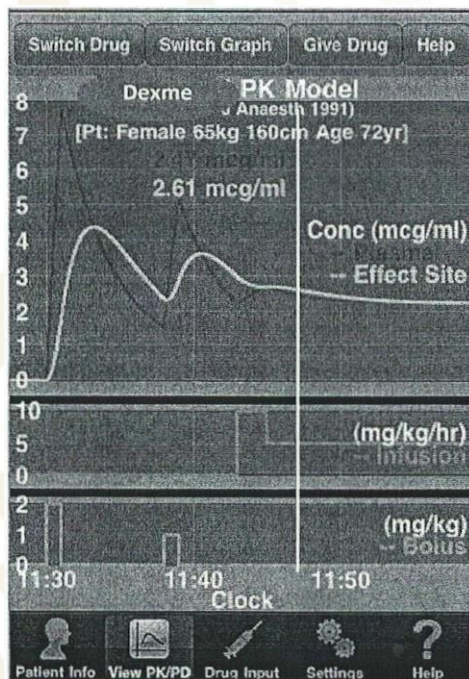 Switch Drug Switch Graph Give Drug Help
Dexme PK Model
Anaesth 1991)
[Pt: Female 65kg 160cm Age 72yr]
2.61 mcg/ml
Conc (mcg/ml)
-- Effect Site
8
7
6
5
4
3
2
1
0
10
5
0
(mg/kg/hr)
-- Infusion
2
1
0
(mg/kg)
-- Bolus
11:30 11:40 11:50
Clock
Patient Info View PK/PD Drug Input Settings Help